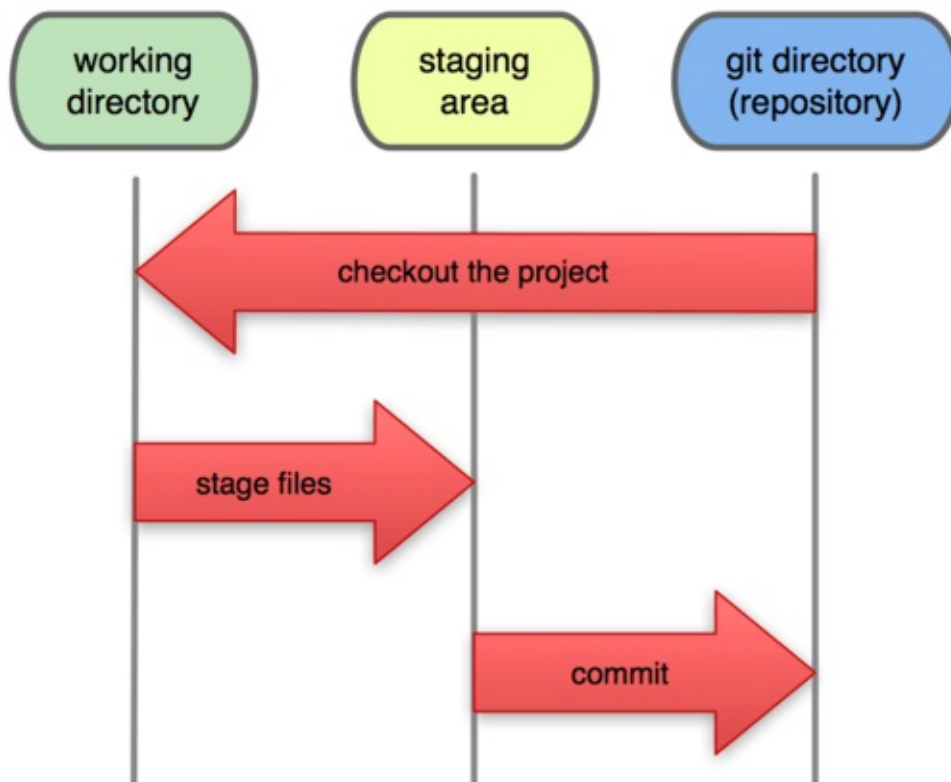 working
directory
staging
area
git directory
(repository)
checkout the project
stage files
commit